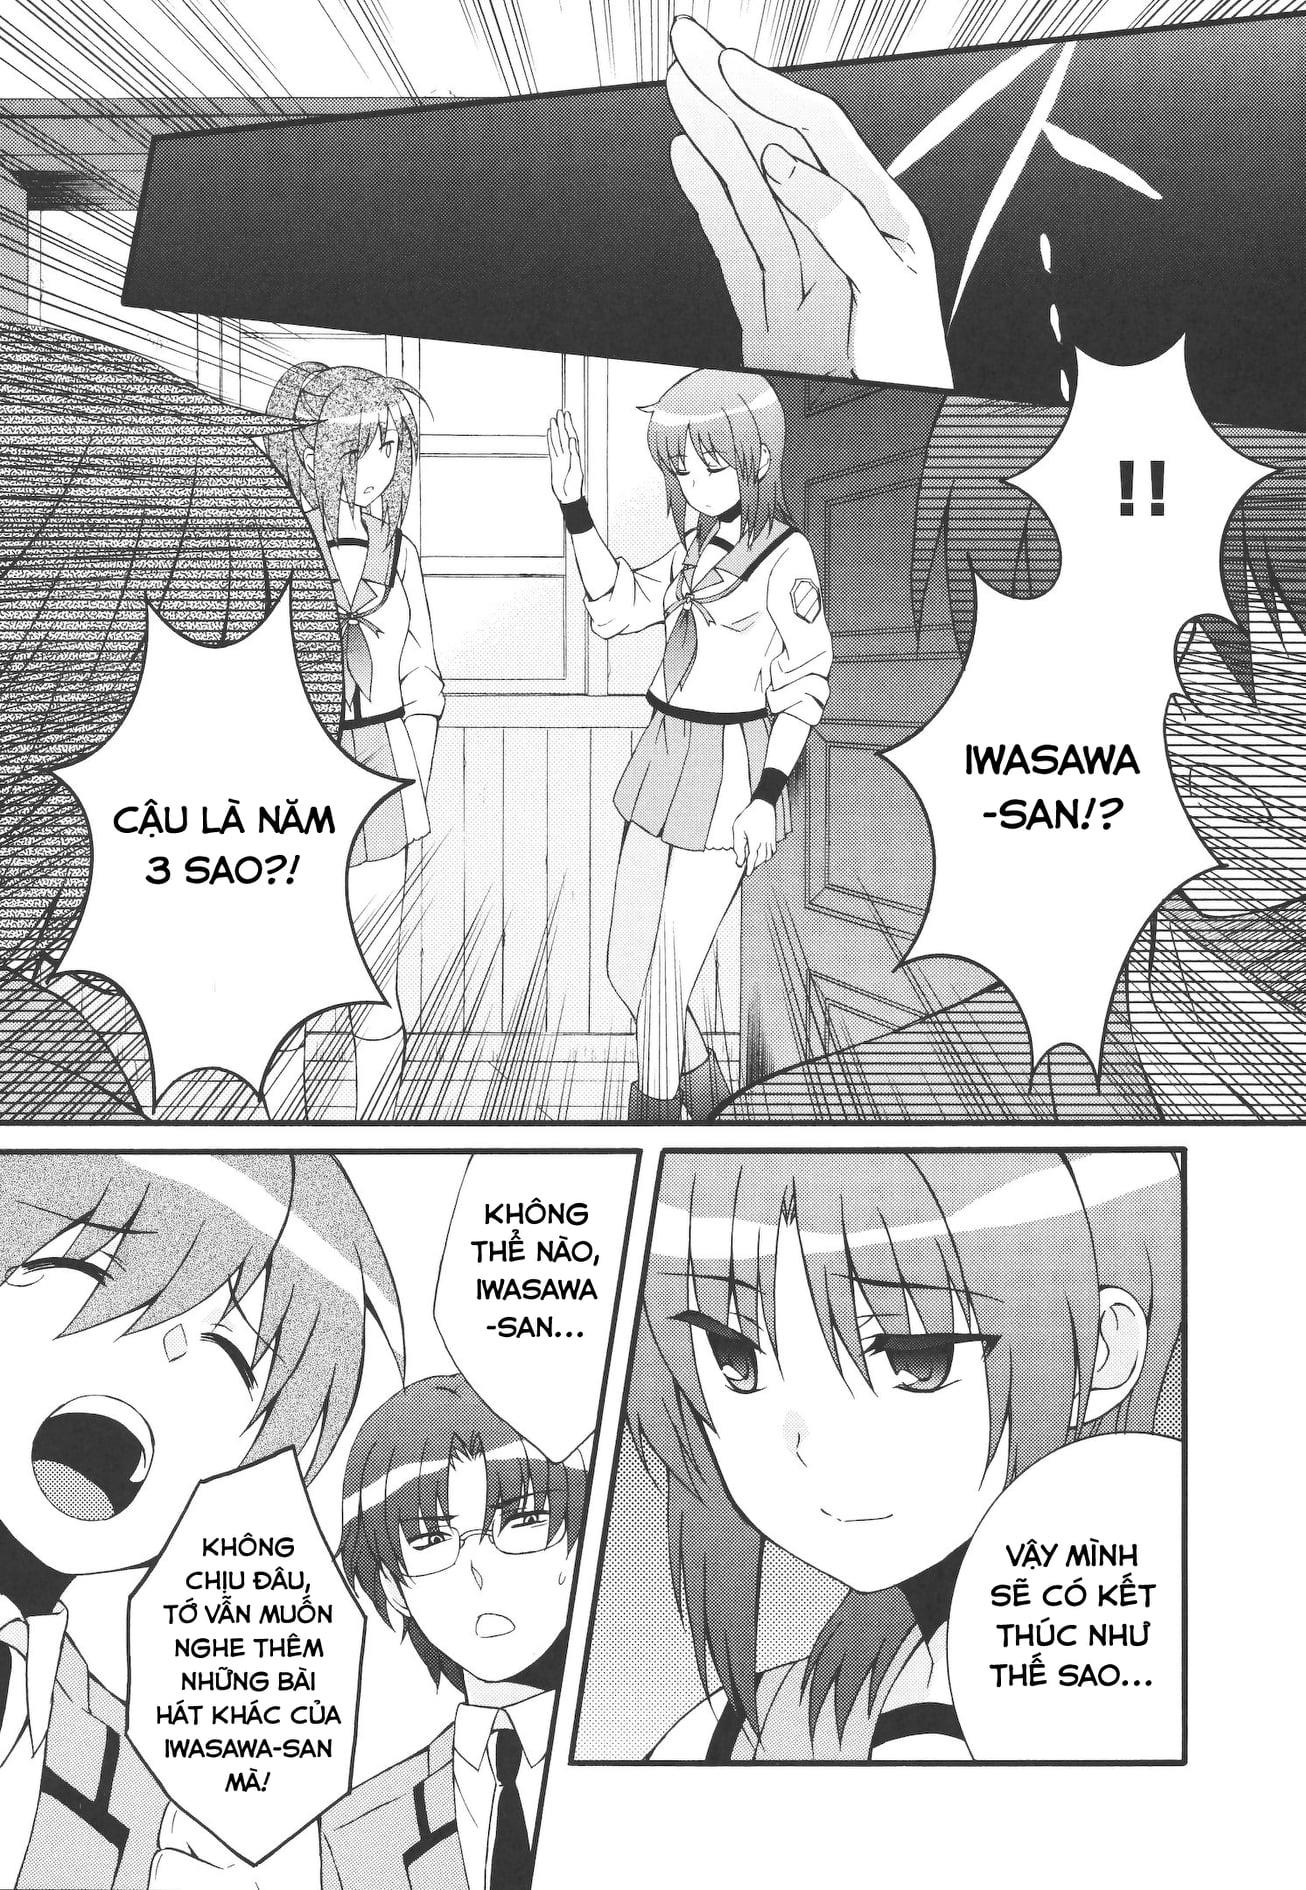 !!
IWASAWA
-SAN!?
CẬU LÀ NĂM
3 SAO?!
VẬY MÌNH
SẼ CÓ KẾT
THÚC NHƯ
THẾ SAO...
KHÔNG
THỂ NÀO,
IWASAWA
-SAN...
KHÔNG
CHỊU ĐÂU,
TỚ VẪN MUỐN
NGHE THÊM
NHỮNG BÀI
HÁT KHÁC CỦA
IWASAWA-SAN
MÀ!